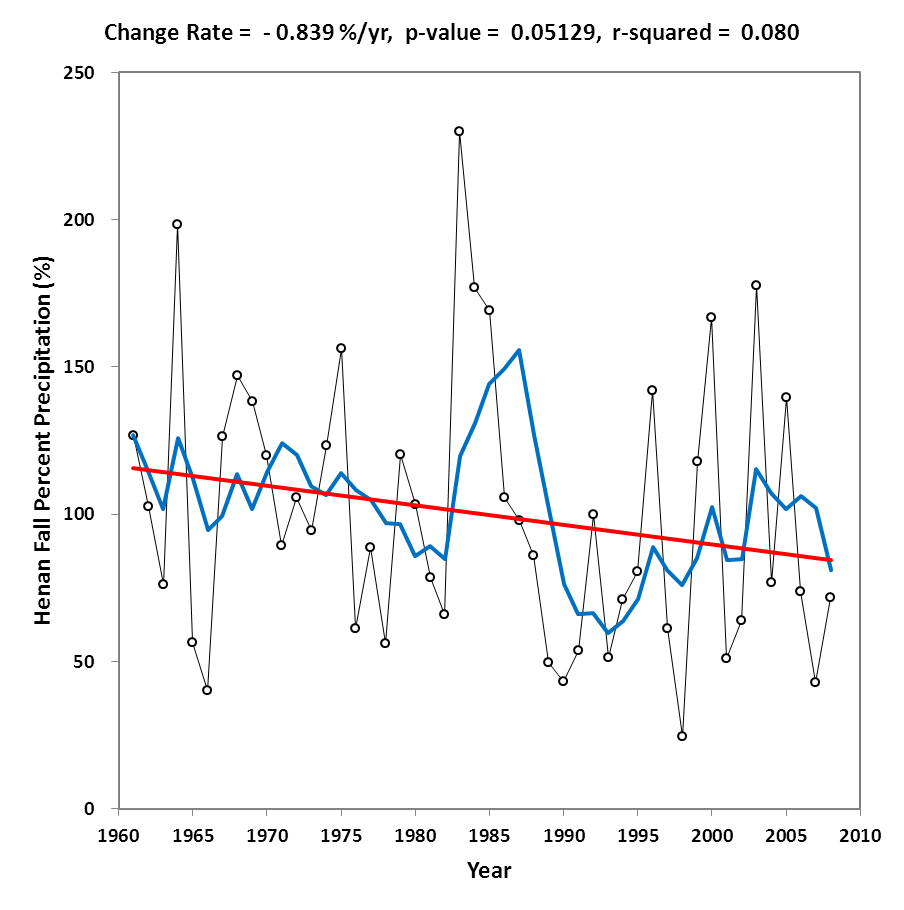 Change Rate = - 0.839 %/yr, p-value = 0.05129, r-squared = 0.080
Henan Fall Percent Precipitation (%)
250
200
150
100
50
0
1960 1965 1970 1975 1980 1985 1990 1995 2000 2005 2010
Year